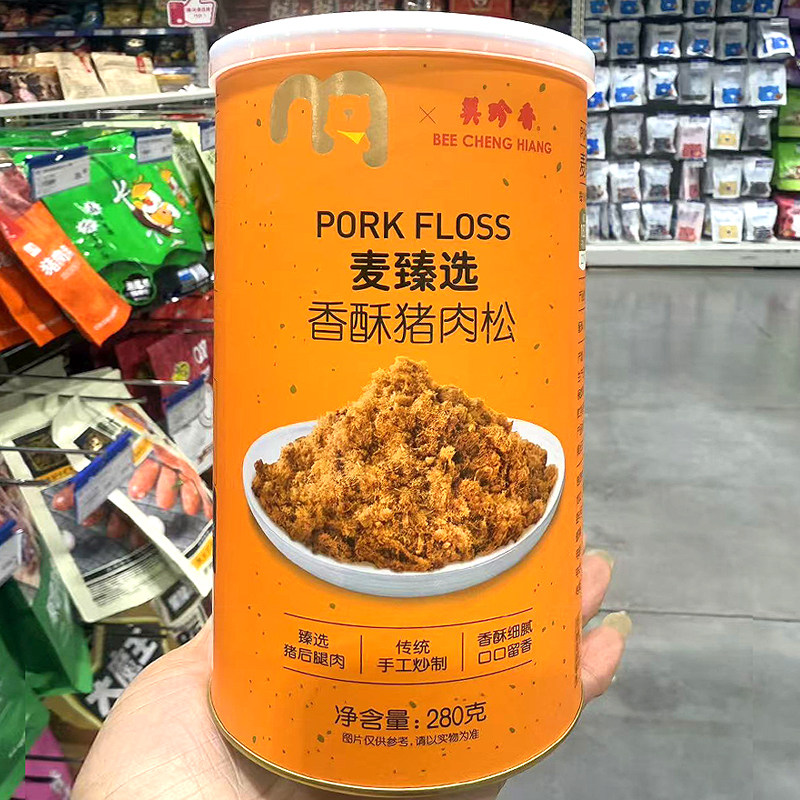 × 美珍香
BEE CHENG HIANG
PORK FLOSS
麦臻选
香酥猪肉松
臻选
猪后腿肉
传统
手工炒制
香酥细腻
口口留香
净含量：280克
图片仅供参考，请以实物为准